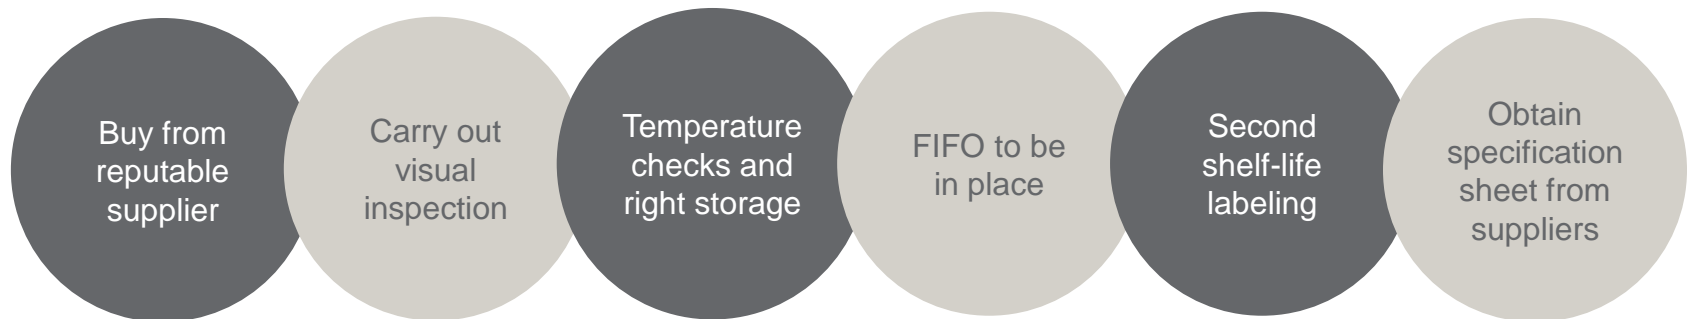 Buy from
reputable
supplier
Carry out
visual
inspection
Temperature
checks and
right storage
FIFO to be
in place
Second
shelf-life
labeling
Obtain
specification
sheet from
suppliers